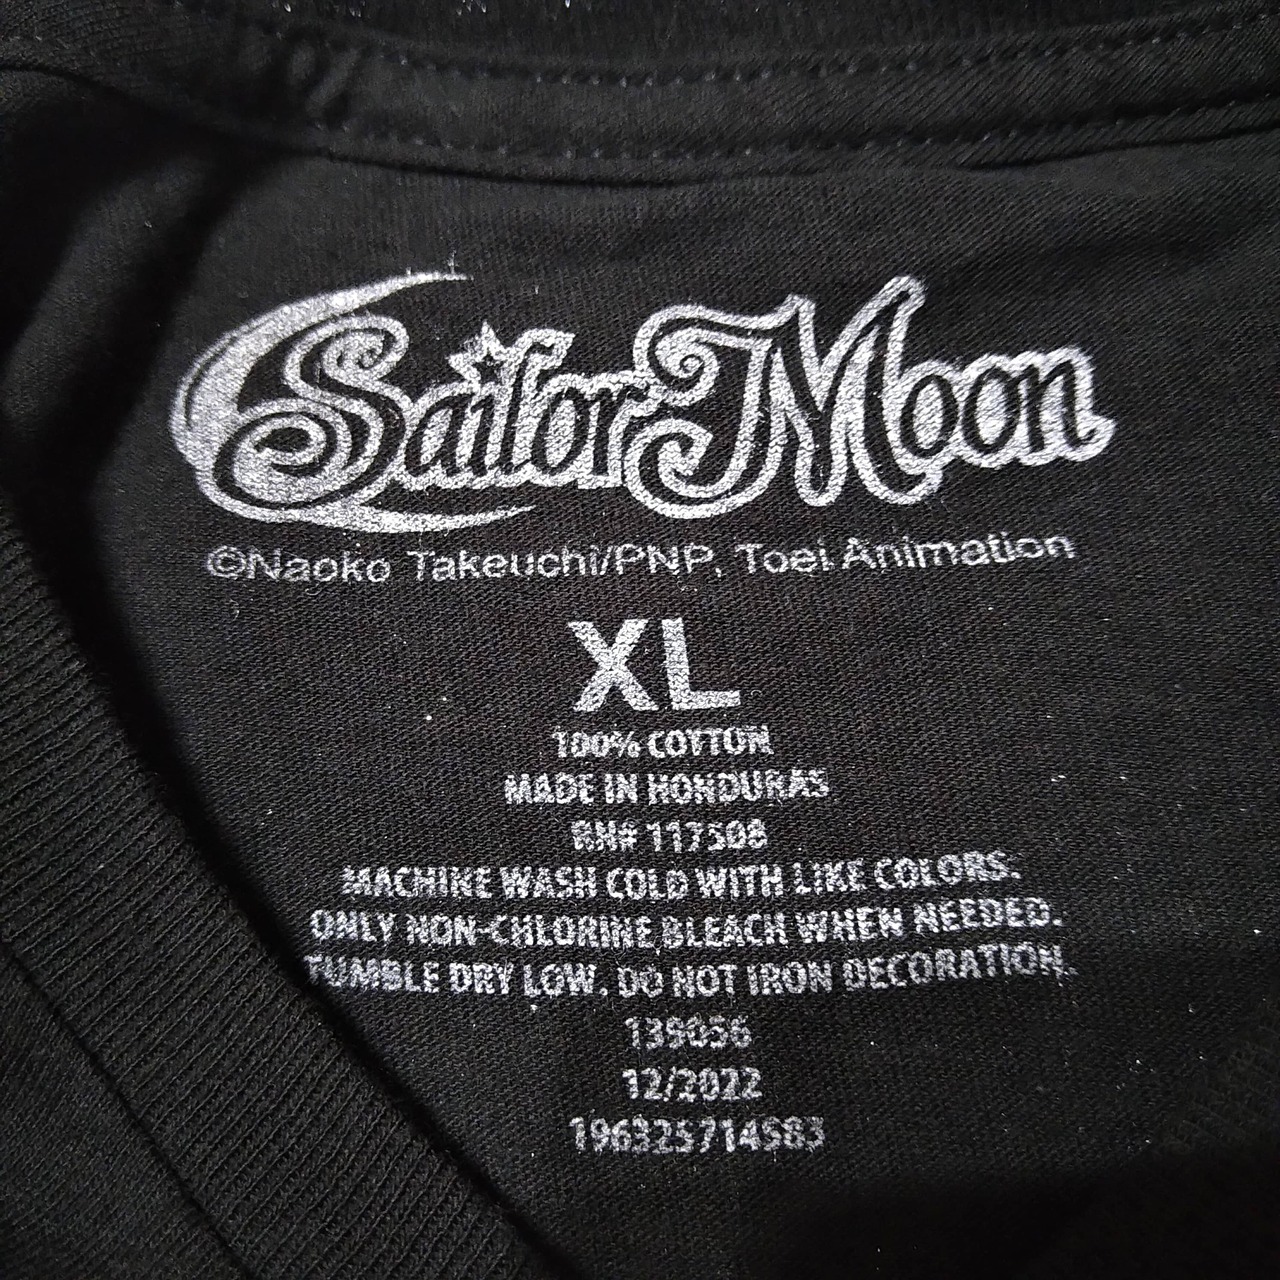 Sailor Moon
©Naoko Takeuchi/PNP, Toei Animation
XL
100% COTTON
MADE IN HONDURAS
RN# 117508
MACHINE WASH COLD WITH LIKE COLORS.
ONLY NON-CHLORINE BLEACH WHEN NEEDED.
TUMBLE DRY LOW. DO NOT IRON DECORATION.
139056
12/2022
196325714583